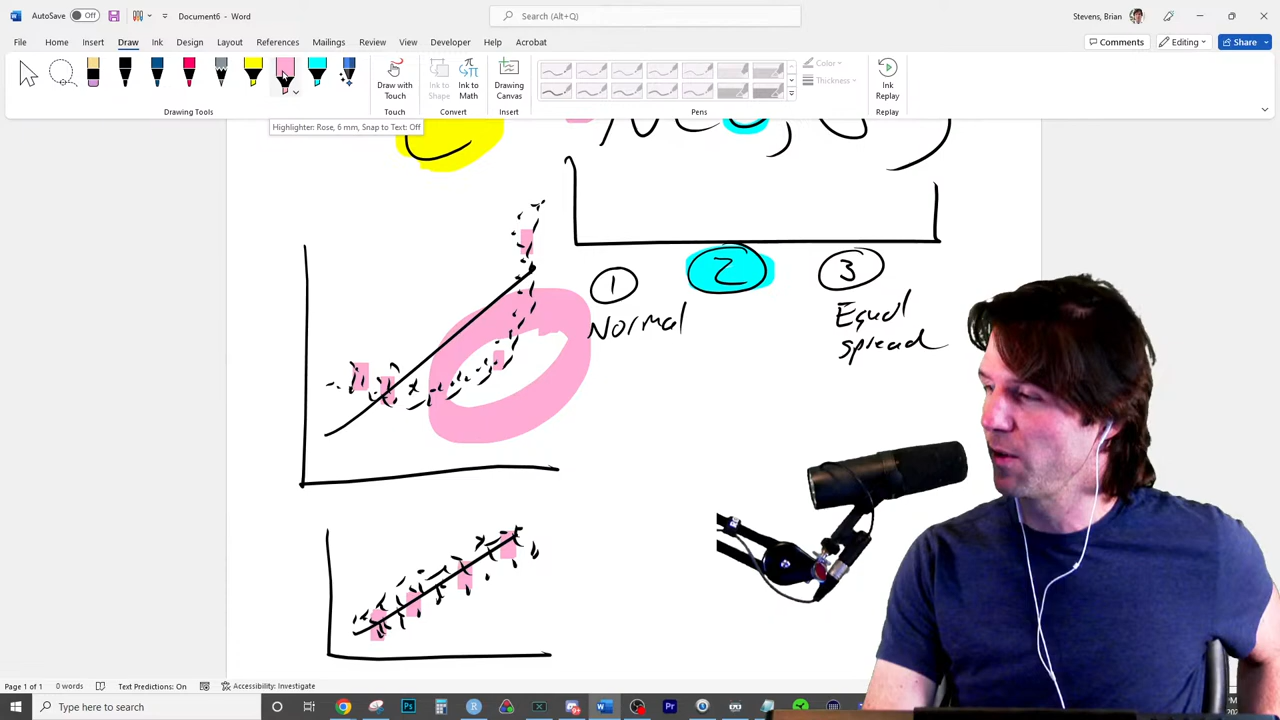 AutoSave Off Document6 - Word Search (Alt+Q) Stevens, Brian
File Home Insert Draw Ink Design Layout References Mailings Review View Developer Help Acrobat Comments Editing Share
Draw with Touch
Ink to Shape
Ink to Math
Drawing Canvas
Color
Thickness
Ink Replay
Drawing Tools Touch Convert Insert Pens Replay
Highlighter: Rose, 6 mm, Snap to Text: Off
1 2 3
Normal
Equal
spread
Page 1 of 1 0 words Text Predictions: On Accessibility: Investigate
Type here to search